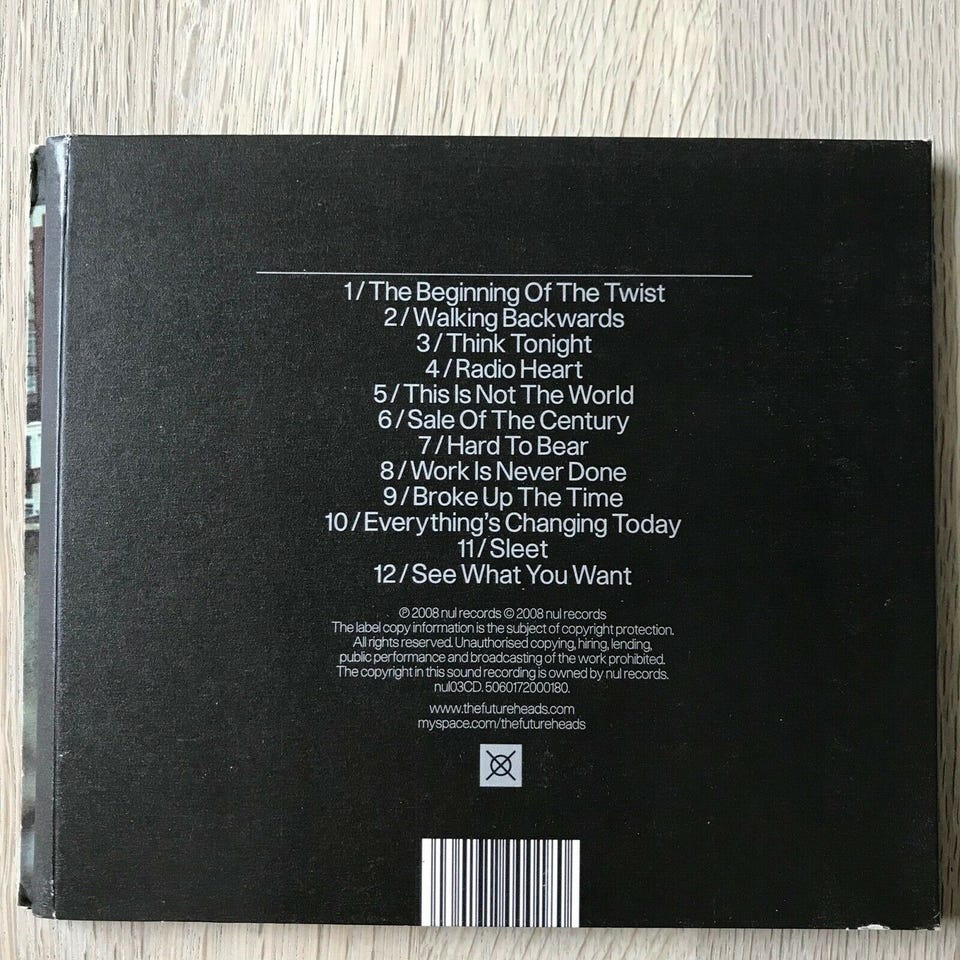 1/The Beginning Of The Twist
2/Walking Backwards
3/Think Tonight
4/Radio Heart
5/This Is Not The World
6/Sale Of The Century
7/Hard To Bear
8/Work Is Never Done
9/Broke Up The Time
10/Everything's Changing Today
11/Sleet
12/See What You Want
℗ 2008 nul records © 2008 nul records
The label copy information is the subject of copyright protection.
All rights reserved. Unauthorised copying, hiring, lending,
public performance and broadcasting of the work prohibited.
The copyright in this sound recording is owned by nul records.
nul03CD. 5060172000180.
www.thefutureheads.com
myspace.com/thefutureheads